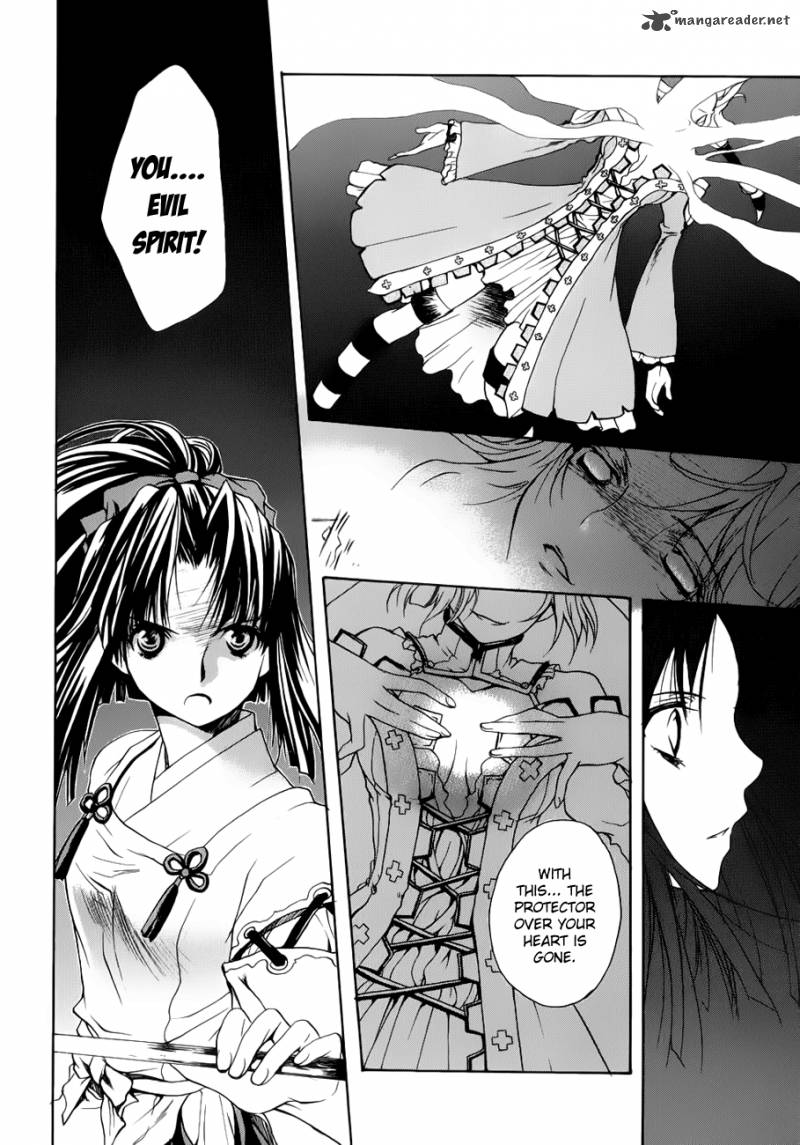 mangareader.net
WITH
THIS... THE
PROTECTOR
OVER YOUR
HEART IS
GONE.
YOU....
EVIL
SPIRIT!